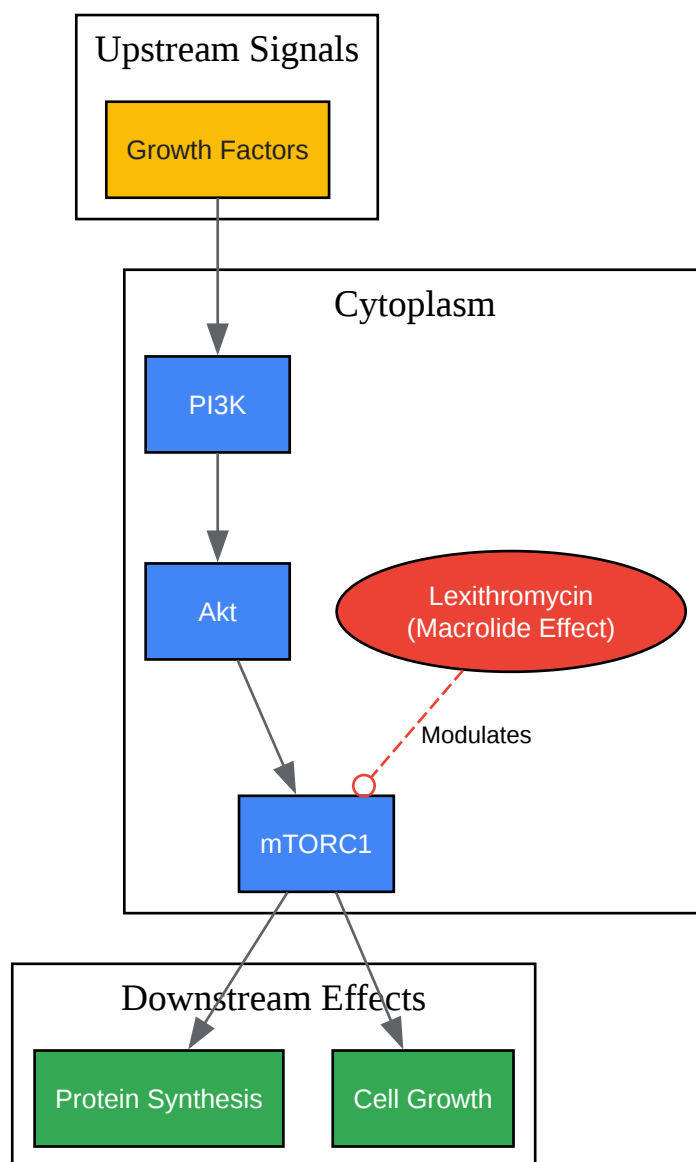 Upstream Signals
Growth Factors
Cytoplasm
PI3K
Akt
Lexithromycin
(Macrolide Effect)
Modulates
mTORC1
Downstream Effects
Protein Synthesis
Cell Growth